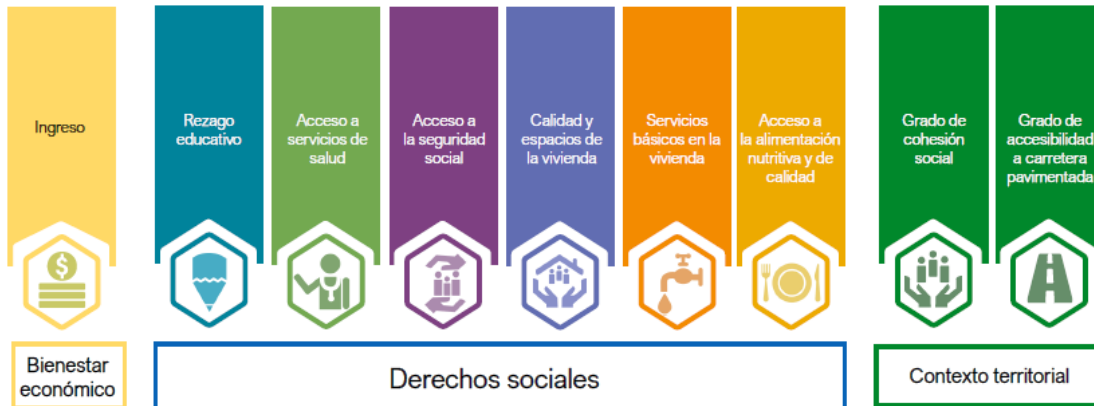 Ingreso
Rezago
educativo
Acceso a
servicios de
salud
Acceso a
la seguridad
social
Calidad y
espacios de
la vivienda
Servicios
básicos en la
vivienda
Acceso a
la alimentación
nutritiva y de
calidad
Grado de
cohesión
social
Grado de
accesibilidad
a carretera
pavimentada
$
Bienestar
económico
Derechos sociales
Contexto territorial